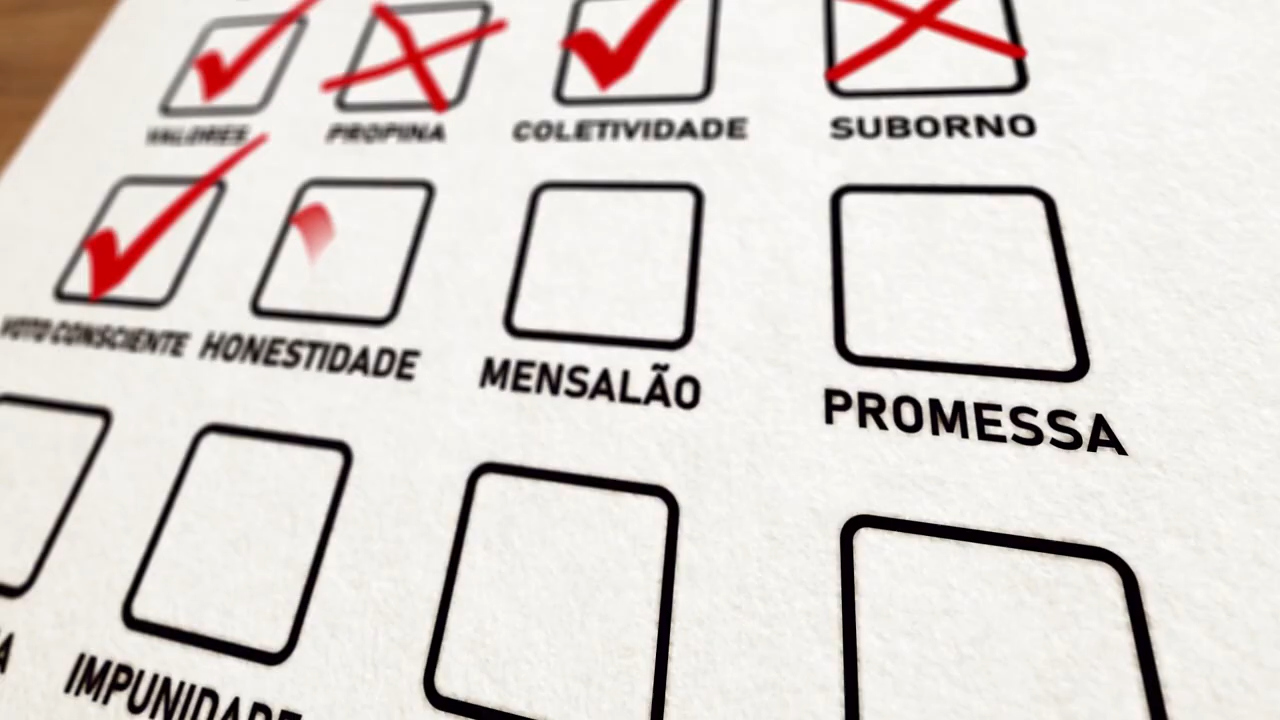 VALORES PROPINA COLETIVIDADE SUBORNO
VOTO CONSCIENTE HONESTIDADE MENSALÃO PROMESSA
IMPUNIDADE